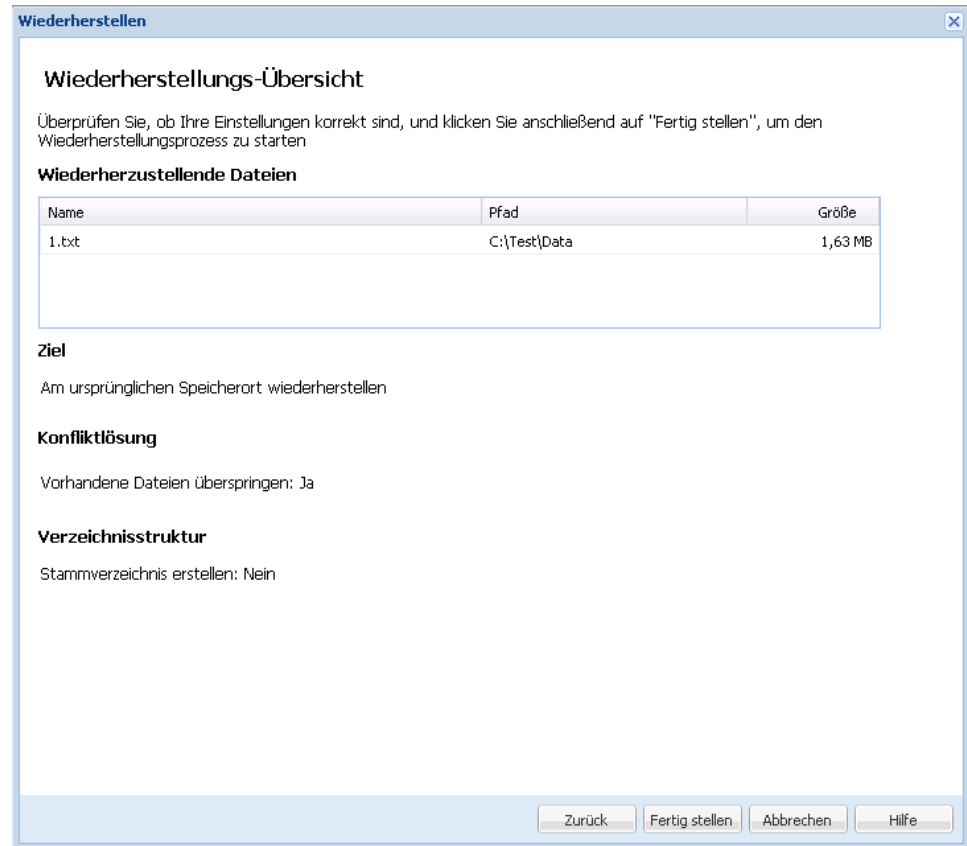 Wiederherstellen
Wiederherstellungs-Übersicht
Überprüfen Sie, ob Ihre Einstellungen korrekt sind, und klicken Sie anschließend auf "Fertig stellen", um den
Wiederherstellungsprozess zu starten
Wiederherzustellende Dateien
Name Pfad Größe
1.txt C:\Test\Data 1,63 MB
Ziel
Am ursprünglichen Speicherort wiederherstellen
Konfliktlösung
Vorhandene Dateien überspringen: Ja
Verzeichnisstruktur
Stammverzeichnis erstellen: Nein
Zurück Fertig stellen Abbrechen Hilfe